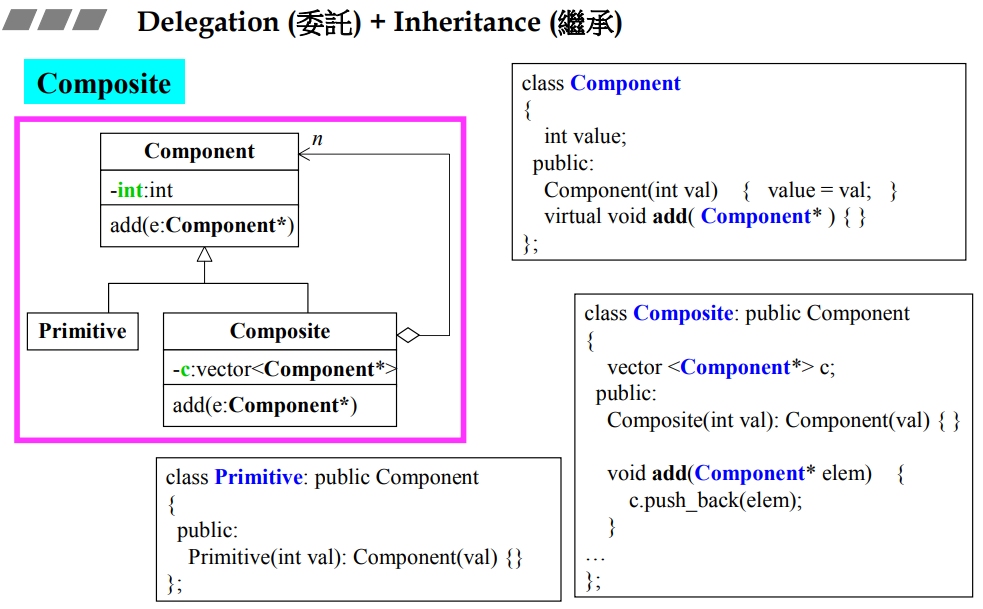 Delegation (委託) + Inheritance (繼承)
Composite
Component
n
-int:int
add(e:Component*)
Primitive
Composite
-c:vector<Component*>
add(e:Component*)
class Component
{
int value;
public:
Component(int val) { value = val; }
virtual void add( Component* ) { }
};
class Composite: public Component
{
vector <Component*> c;
public:
Composite(int val): Component(val) { }
void add(Component* elem) {
c.push_back(elem);
}
…
};
class Primitive: public Component
{
public:
Primitive(int val): Component(val) {}
};